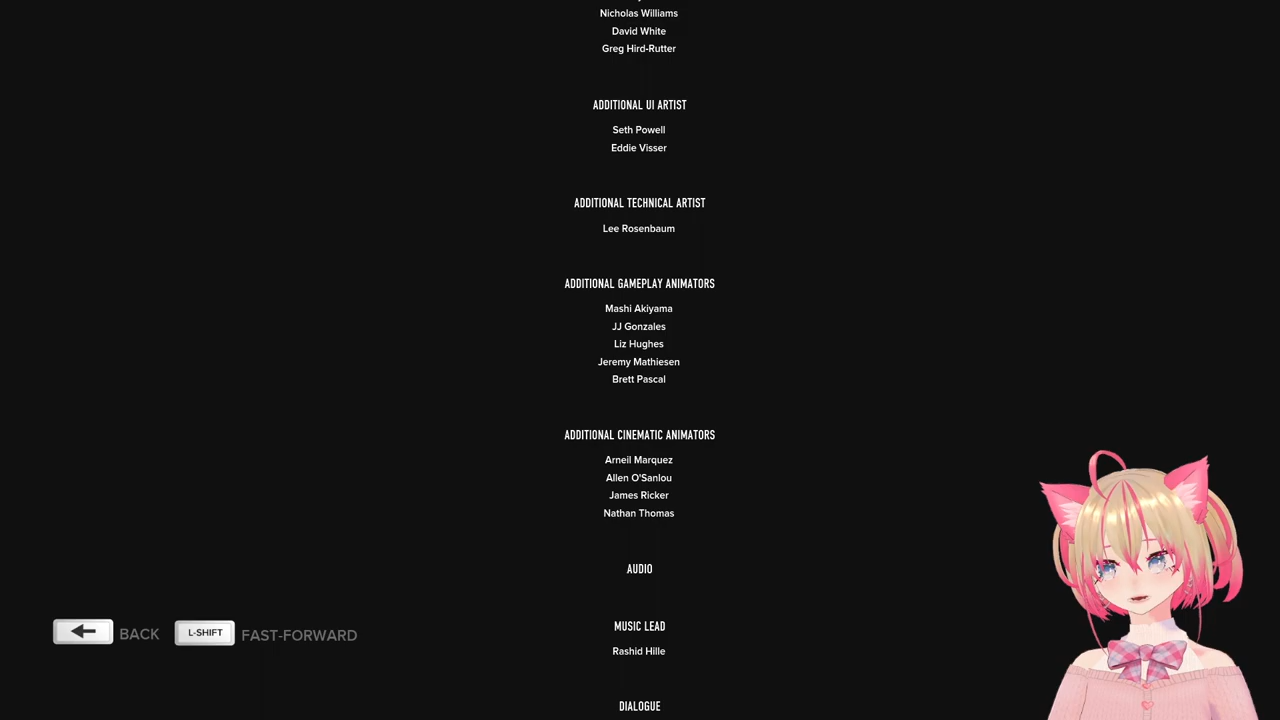 Nicholas Williams
David White
Greg Hird-Rutter
ADDITIONAL UI ARTIST
Seth Powell
Eddie Visser
ADDITIONAL TECHNICAL ARTIST
Lee Rosenbaum
ADDITIONAL GAMEPLAY ANIMATORS
Mashi Akiyama
JJ Gonzales
Liz Hughes
Jeremy Mathiesen
Brett Pascal
ADDITIONAL CINEMATIC ANIMATORS
Arneil Marquez
Allen O'Sanlou
James Ricker
Nathan Thomas
AUDIO
MUSIC LEAD
Rashid Hille
DIALOGUE
BACK L-SHIFT FAST-FORWARD